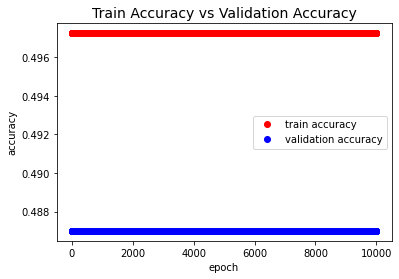 Train Accuracy vs Validation Accuracy
0.496
0.494
0.492
0.490
0.488
accuracy
train accuracy
validation accuracy
0
2000
4000
6000
8000
10000
epoch